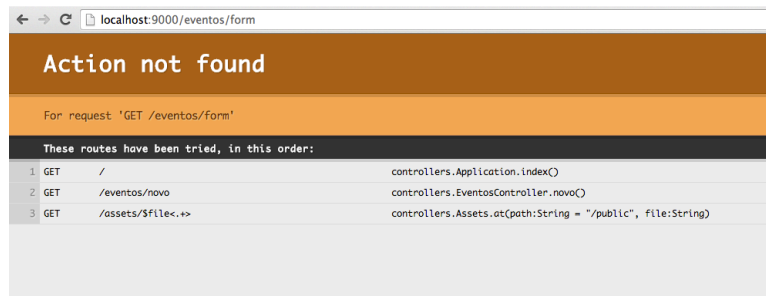 localhost:9000/eventos/form
Action not found
For request 'GET /eventos/form'
These routes have been tried, in this order:
1 GET / controllers.Application.index()
2 GET /eventos/novo controllers.EventosController.novo()
3 GET /assets/$file<.+> controllers.Assets.at(path:String = "/public", file:String)